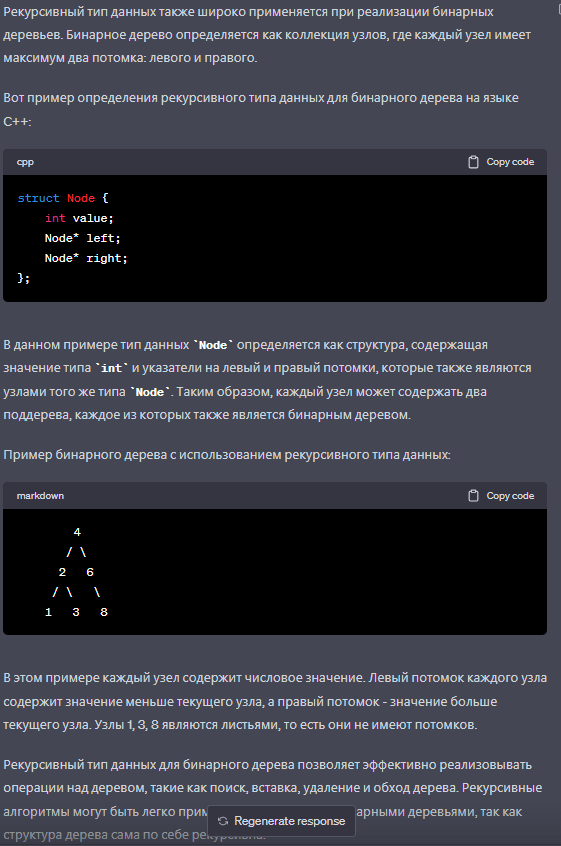 Рекурсивный тип данных также широко применяется при реализации бинарных
деревьев. Бинарное дерево определяется как коллекция узлов, где каждый узел имеет
максимум два потомка: левого и правого.
Вот пример определения рекурсивного типа данных для бинарного дерева на языке
C++:
cpp Copy code
struct Node {
    int value;
    Node* left;
    Node* right;
};
В данном примере тип данных `Node` определяется как структура, содержащая
значение типа `int` и указатели на левый и правый потомки, которые также являются
узлами того же типа `Node`. Таким образом, каждый узел может содержать два
поддерева, каждое из которых также является бинарным деревом.
Пример бинарного дерева с использованием рекурсивного типа данных:
markdown Copy code
        4
       / \
      2   6
     / \   \
    1   3   8
В этом примере каждый узел содержит числовое значение. Левый потомок каждого узла
содержит значение меньше текущего узла, а правый потомок - значение больше
текущего узла. Узлы 1, 3, 8 являются листьями, то есть они не имеют потомков.
Рекурсивный тип данных для бинарного дерева позволяет эффективно реализовывать
операции над деревом, такие как поиск, вставка, удаление и обход дерева. Рекурсивные
алгоритмы могут быть легко деревьями, так как
Regenerate response
структура дерева сама по себе